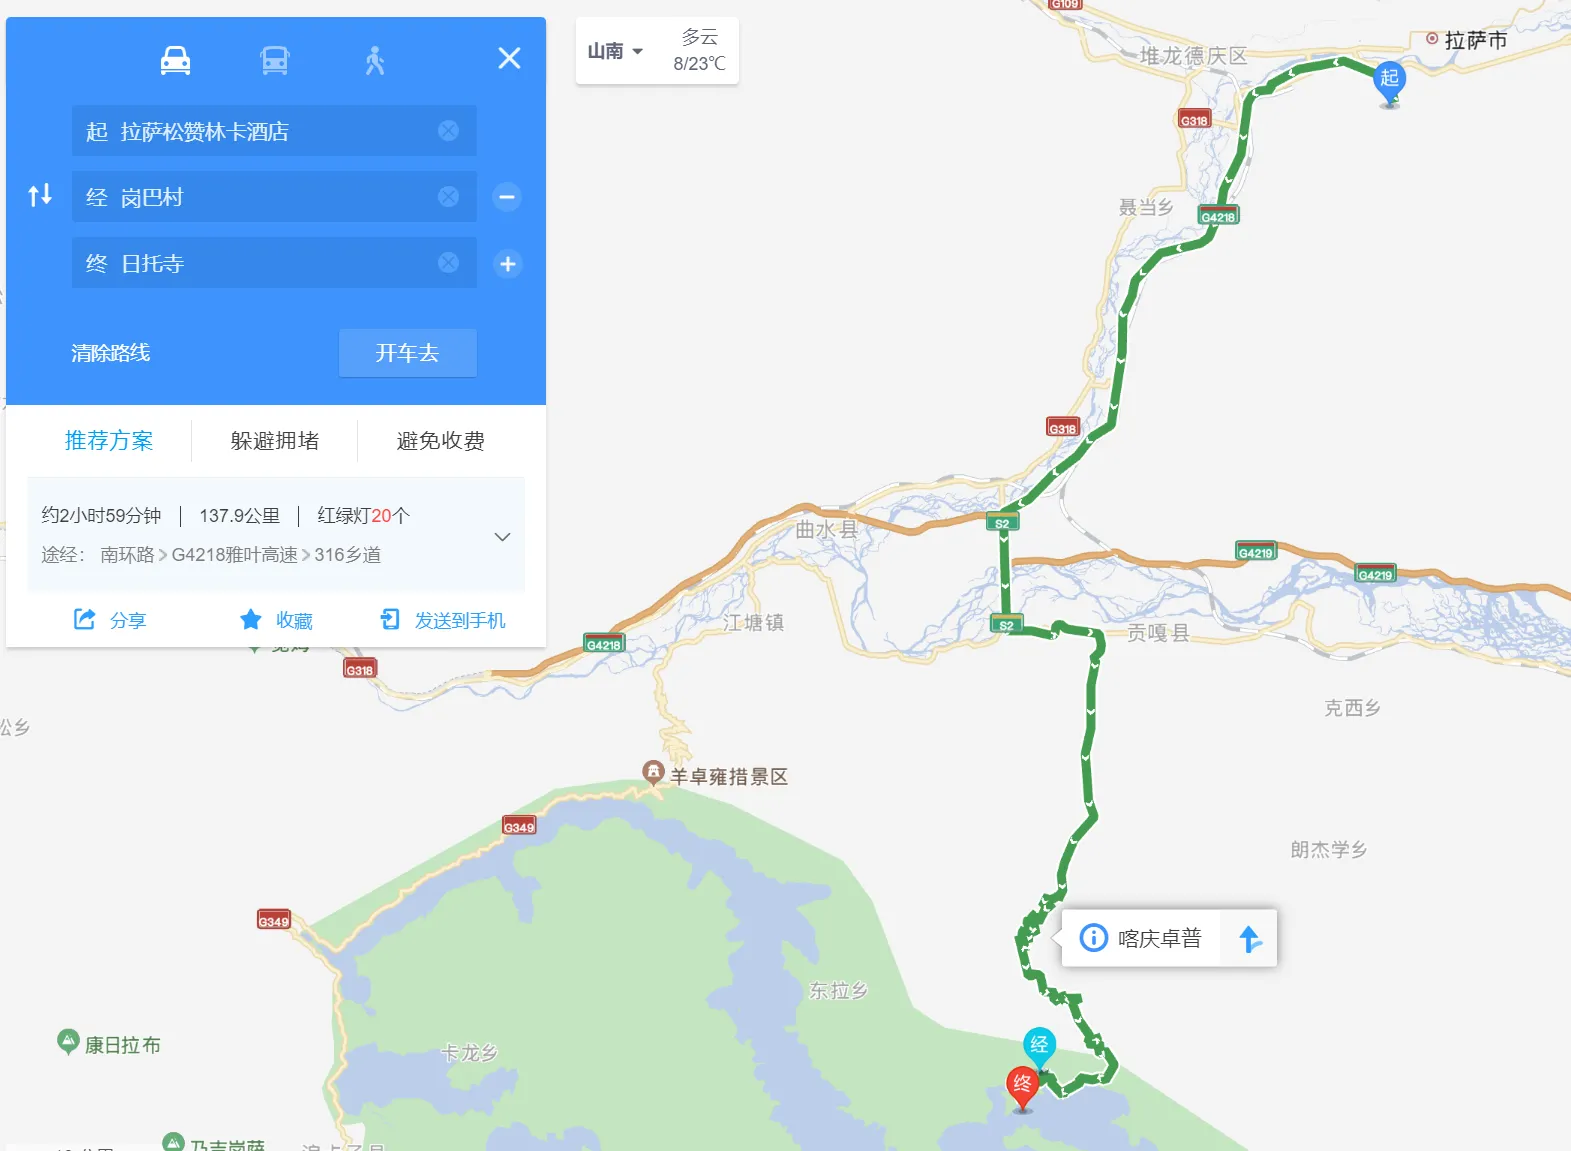 起 拉萨松赞林卡酒店
经 岗巴村
终 日托寺
清除路线
开车去
推荐方案
躲避拥堵
避免收费
约2小时59分钟 | 137.9公里 | 红绿灯20个
途经： 南环路 > G4218雅叶高速 > 316乡道
分享
收藏
发送到手机
山南
多云
8/23℃
G109
堆龙德庆区
拉萨市
起
G318
聂当乡
G4218
G318
S2
曲水县
G4219
G4219
江塘镇
S2
贡嘎县
G4218
G318
克西乡
松乡
羊卓雍措景区
G349
朗杰学乡
G349
喀庆卓普
东拉乡
康日拉布
卡龙乡
经
终
乃吉岗薩
浪卡子县